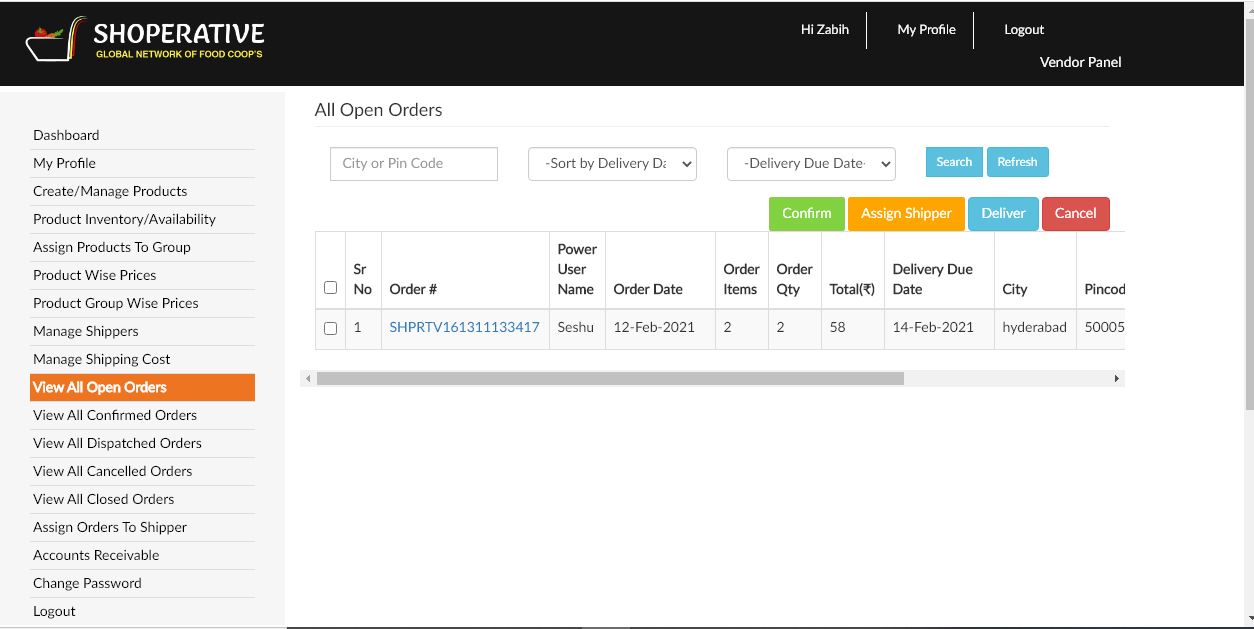 SHOPERATIVE
GLOBAL NETWORK OF FOOD COOP'S
Hi Zabih
My Profile
Logout
Vendor Panel
Dashboard
My Profile
Create/Manage Products
Product Inventory/Availability
Assign Products To Group
Product Wise Prices
Product Group Wise Prices
Manage Shippers
Manage Shipping Cost
View All Open Orders
View All Confirmed Orders
View All Dispatched Orders
View All Cancelled Orders
View All Closed Orders
Assign Orders To Shipper
Accounts Receivable
Change Password
Logout
All Open Orders
City or Pin Code
-Sort by Delivery Da
-Delivery Due Date-
Search
Refresh
Confirm
Assign Shipper
Deliver
Cancel
Sr No
Order #
Power User Name
Order Date
Order Items
Order Qty
Total(₹)
Delivery Due Date
City
Pincod
1
SHPRTV161311133417
Seshu
12-Feb-2021
2
2
58
14-Feb-2021
hyderabad
50005